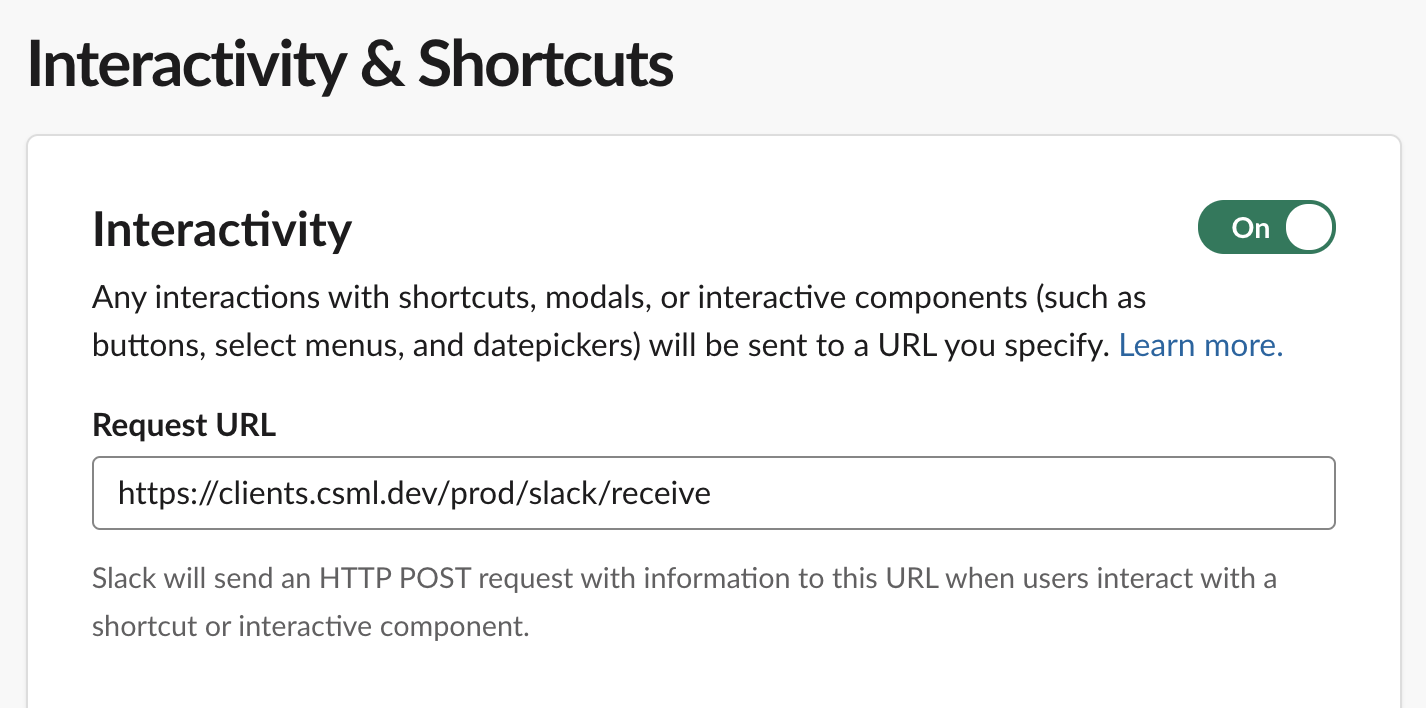 Interactivity & Shortcuts
Interactivity
On
Any interactions with shortcuts, modals, or interactive components (such as
buttons, select menus, and datepickers) will be sent to a URL you specify. Learn more.
Request URL
https://clients.csml.dev/prod/slack/receive
Slack will send an HTTP POST request with information to this URL when users interact with a
shortcut or interactive component.